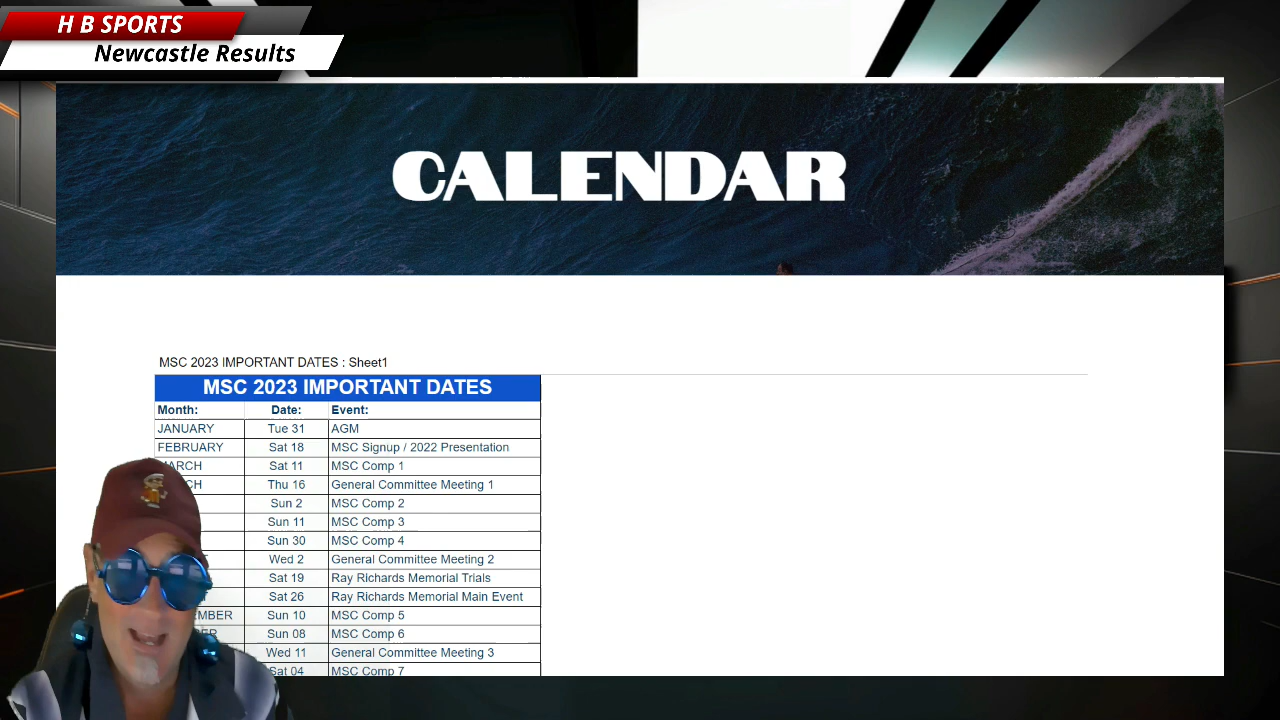 H B SPORTS
Newcastle Results
CALENDAR
MSC 2023 IMPORTANT DATES : Sheet1
MSC 2023 IMPORTANT DATES
Month: Date: Event:
JANUARY Tue 31 AGM
FEBRUARY Sat 18 MSC Signup / 2022 Presentation
Sat 11 MSC Comp 1
Thu 16 General Committee Meeting 1
Sun 2 MSC Comp 2
Sun 11 MSC Comp 3
Sun 30 MSC Comp 4
Wed 2 General Committee Meeting 2
Sat 19 Ray Richards Memorial Trials
Sat 26 Ray Richards Memorial Main Event
Sun 10 MSC Comp 5
Sun 08 MSC Comp 6
Wed 11 General Committee Meeting 3
Sat 04 MSC Comp 7